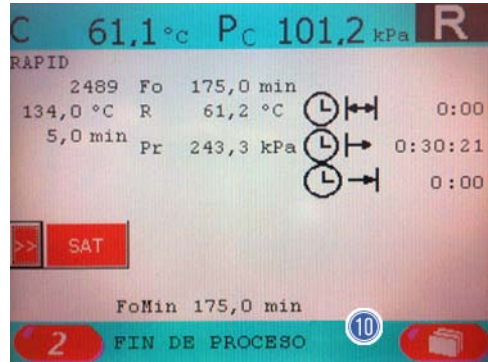 C 61,1°C PC 101,2 kPa R
RAPID
2489 Fo 175,0 min
134,0 °C R 61,2 °C 0:00
5,0 min Pr 243,3 kPa 0:30:21
0:00
>> SAT
FoMin 175,0 min
2 FIN DE PROCESO 10